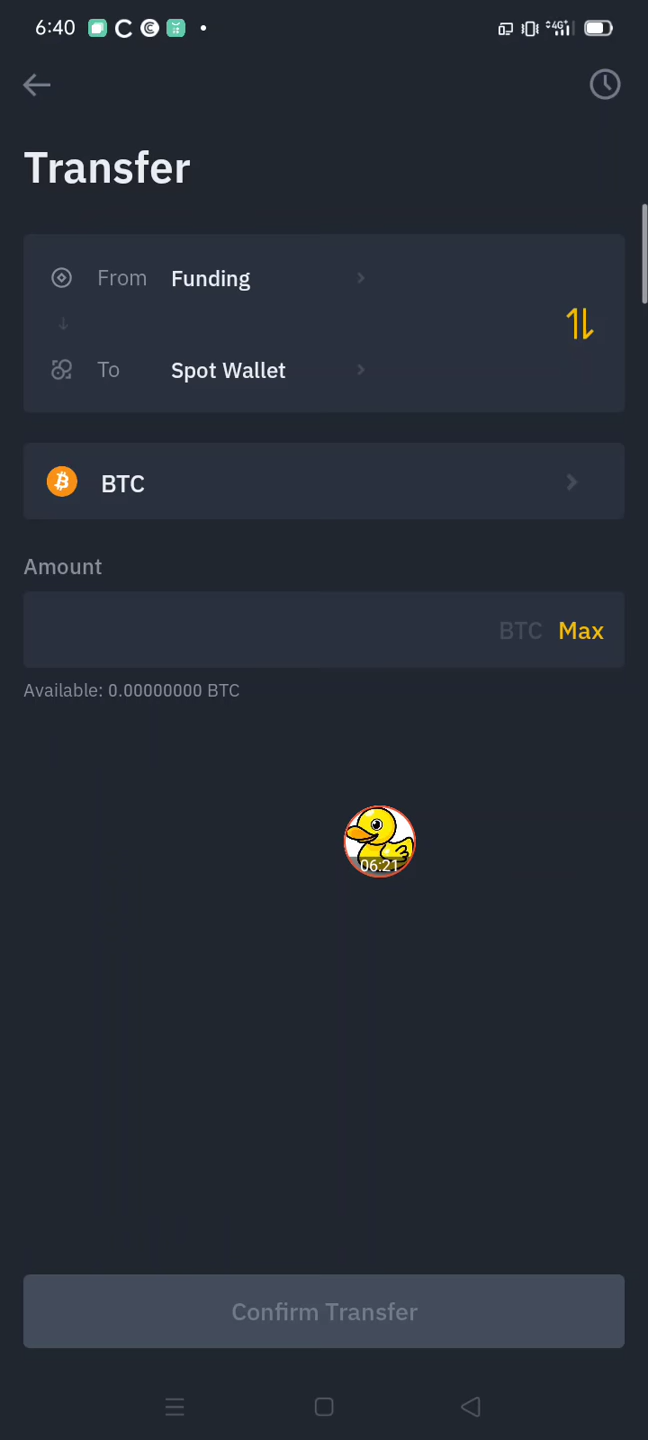 6:40
4G+
Transfer
From Funding
To Spot Wallet
BTC
Amount
BTC Max
Available: 0.00000000 BTC
06:21
Confirm Transfer